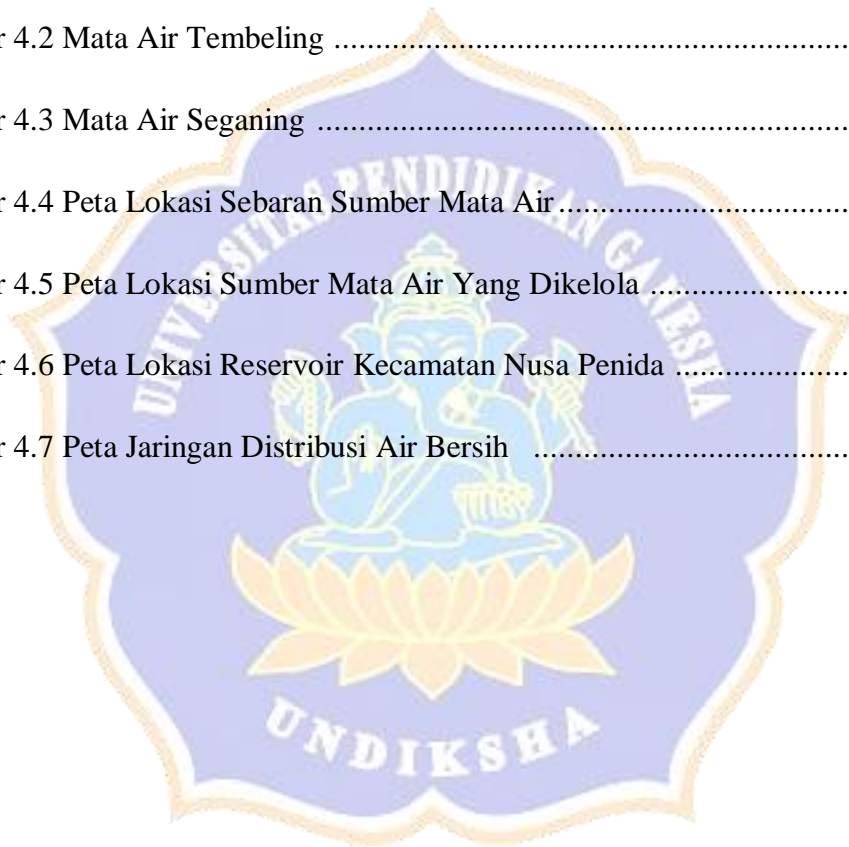 r 4.2 Mata Air Tembeling ..............................................................
r 4.3 Mata Air Seganing ................................................................
r 4.4 Peta Lokasi Sebaran Sumber Mata Air ...................................
r 4.5 Peta Lokasi Sumber Mata Air Yang Dikelola ........................
r 4.6 Peta Lokasi Reservoir Kecamatan Nusa Penida .....................
r 4.7 Peta Jaringan Distribusi Air Bersih ......................................
UNIVERSITAS PENDIDIKAN GANESHA
UNDIKSHA